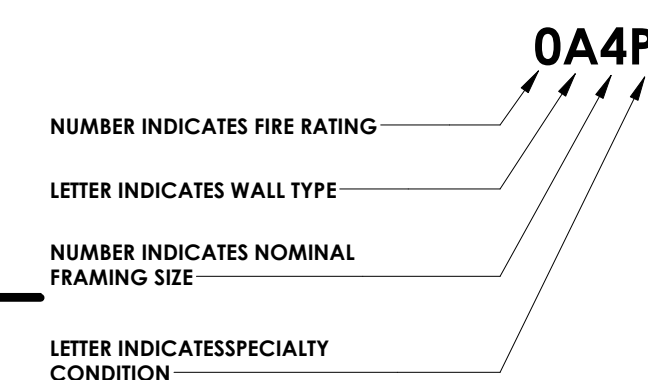 0A4P
NUMBER INDICATES FIRE RATING
LETTER INDICATES WALL TYPE
NUMBER INDICATES NOMINAL
FRAMING SIZE
LETTER INDICATESSPECIALTY
CONDITION